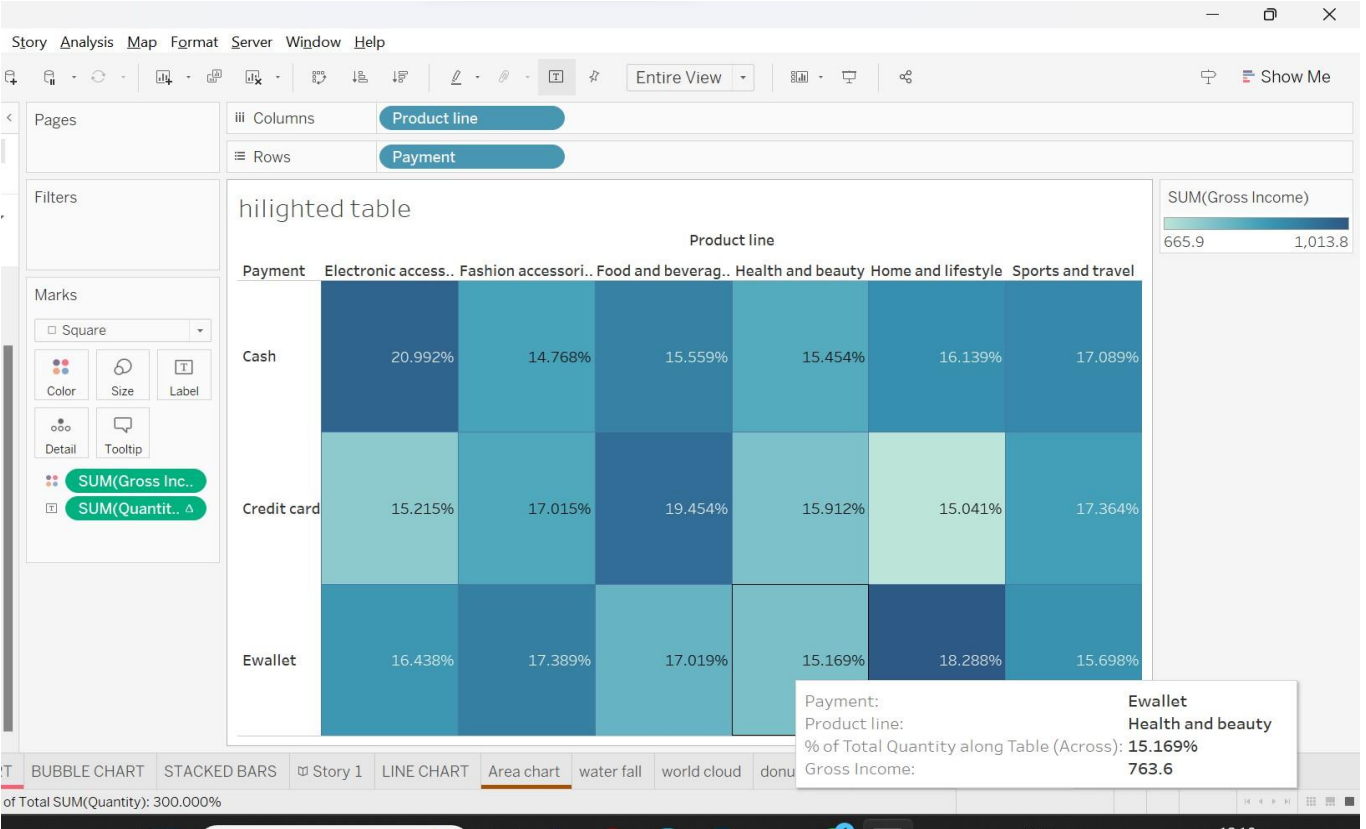 Story Analysis Map Format Server Window Help
Entire View
Show Me
Pages
iii Columns
Product line
Rows
Payment
Filters
hilighted table
SUM(Gross Income)
665.9 1,013.8
Product line
Payment Electronic access.. Fashion accessori.. Food and beverag.. Health and beauty Home and lifestyle Sports and travel
Marks
Square
Color Size Label
Detail Tooltip
SUM(Gross Inc..
SUM(Quantit.. Δ
Cash 20.992% 14.768% 15.559% 15.454% 16.139% 17.089%
Credit card 15.215% 17.015% 19.454% 15.912% 15.041% 17.364%
Ewallet 16.438% 17.389% 17.019% 15.169% 18.288% 15.698%
Payment: Ewallet
Product line: Health and beauty
% of Total Quantity along Table (Across): 15.169%
Gross Income: 763.6
BUBBLE CHART STACKED BARS Story 1 LINE CHART Area chart water fall world cloud donu
of Total SUM(Quantity): 300.000%